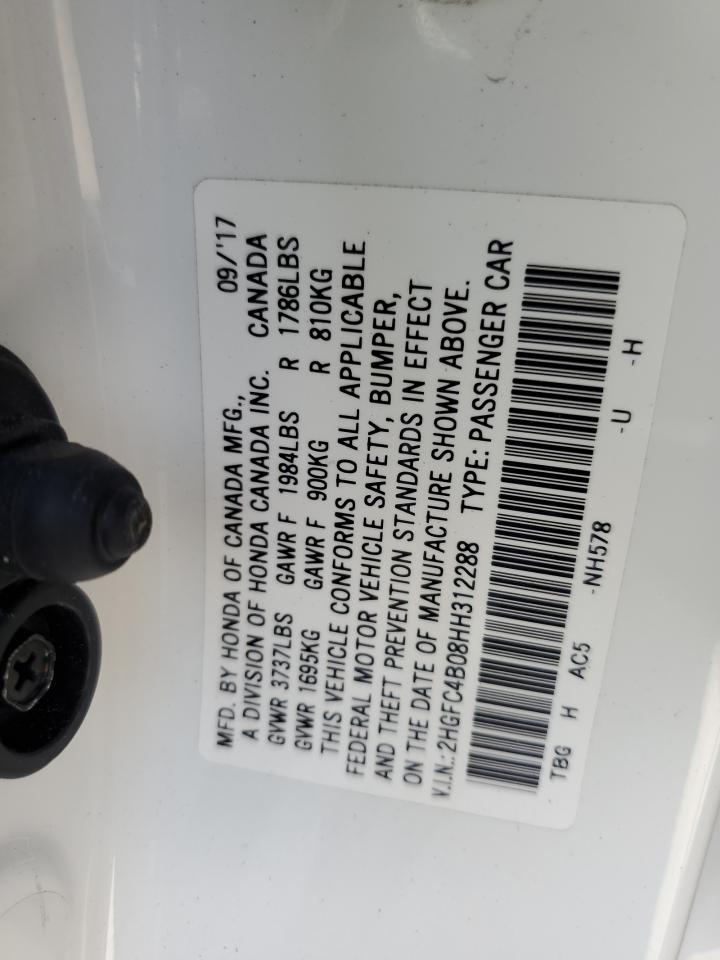 MFD. BY HONDA OF CANADA MFG., 09/'17
A DIVISION OF HONDA CANADA INC. CANADA
GVWR 3737LBS GAWR F 1984LBS R 1786LBS
GVWR 1695KG GAWR F 900KG R 810KG
THIS VEHICLE CONFORMS TO ALL APPLICABLE
FEDERAL MOTOR VEHICLE SAFETY, BUMPER,
AND THEFT PREVENTION STANDARDS IN EFFECT
ON THE DATE OF MANUFACTURE SHOWN ABOVE.
V.I.N.: 2HGFC4B08HH312288 TYPE: PASSENGER CAR
TBG H AC5 -NH578 -U -H